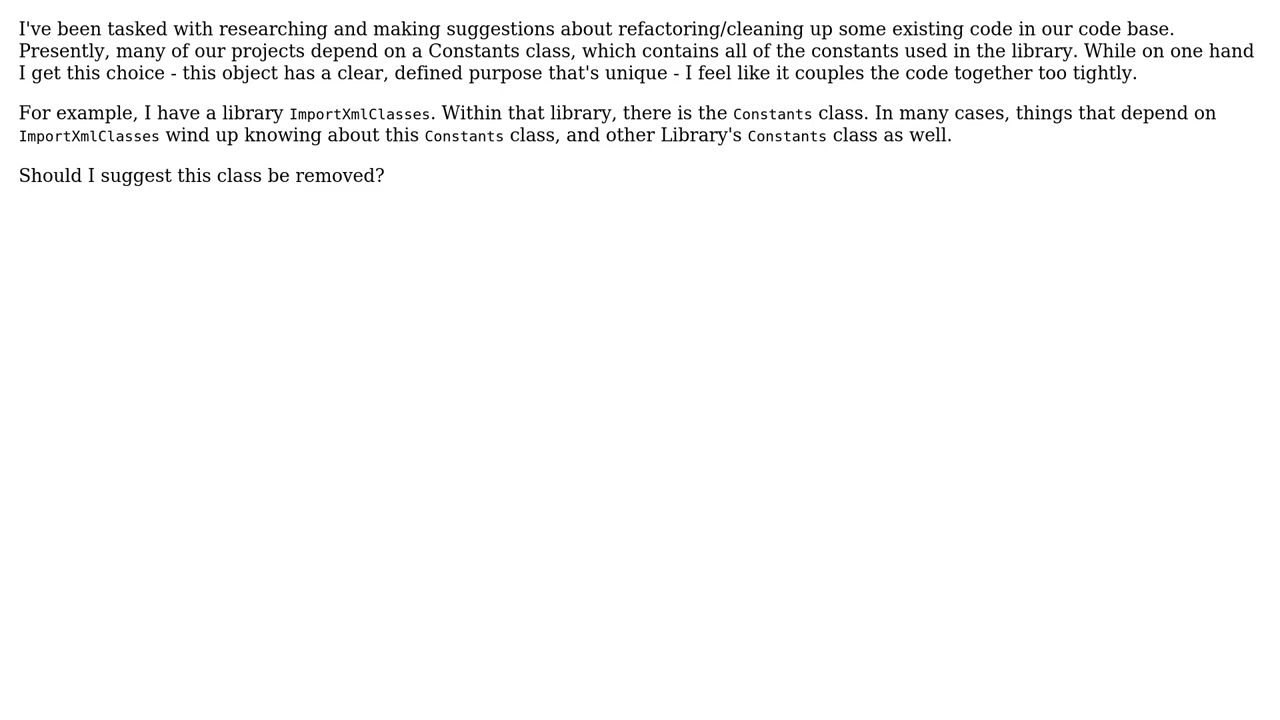 I've been tasked with researching and making suggestions about refactoring/cleaning up some existing code in our code base.
Presently, many of our projects depend on a Constants class, which contains all of the constants used in the library. While on one hand
I get this choice - this object has a clear, defined purpose that's unique - I feel like it couples the code together too tightly.
For example, I have a library ImportXmlClasses. Within that library, there is the Constants class. In many cases, things that depend on
ImportXmlClasses wind up knowing about this Constants class, and other Library's Constants class as well.
Should I suggest this class be removed?